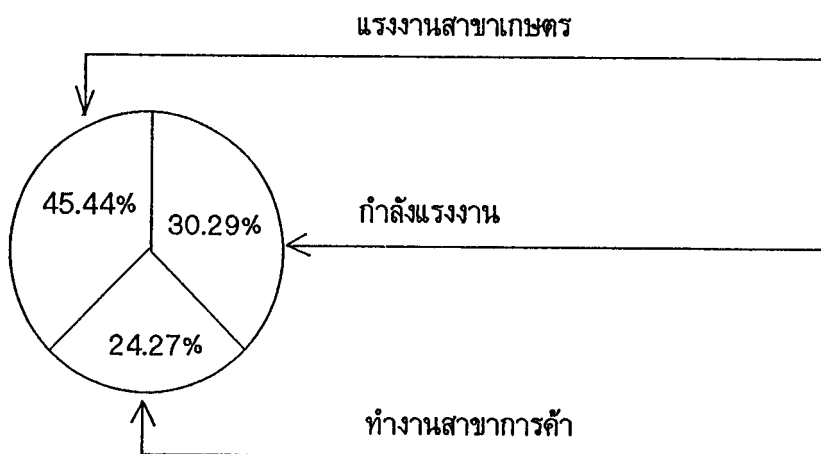 แรงงานสาขาเกษตร
45.44%
30.29%
กำลังแรงงาน
24.27%
ทำงานสาขาการค้า